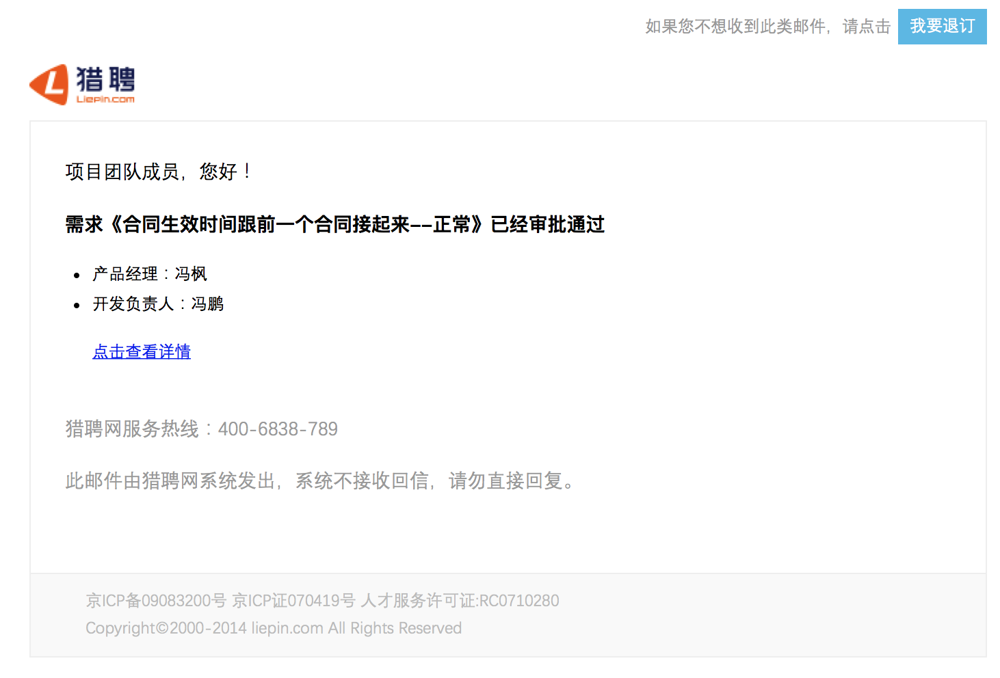 如果您不想收到此类邮件，请点击 我要退订
猎聘
Liepin.com
项目团队成员，您好！
需求《合同生效时间跟前一个合同接起来--正常》已经审批通过
• 产品经理：冯枫
• 开发负责人：冯鹏
点击查看详情
猎聘网服务热线：400-6838-789
此邮件由猎聘网系统发出，系统不接收回信，请勿直接回复。
京ICP备09083200号 京ICP证070419号 人才服务许可证:RC0710280
Copyright©2000-2014 liepin.com All Rights Reserved